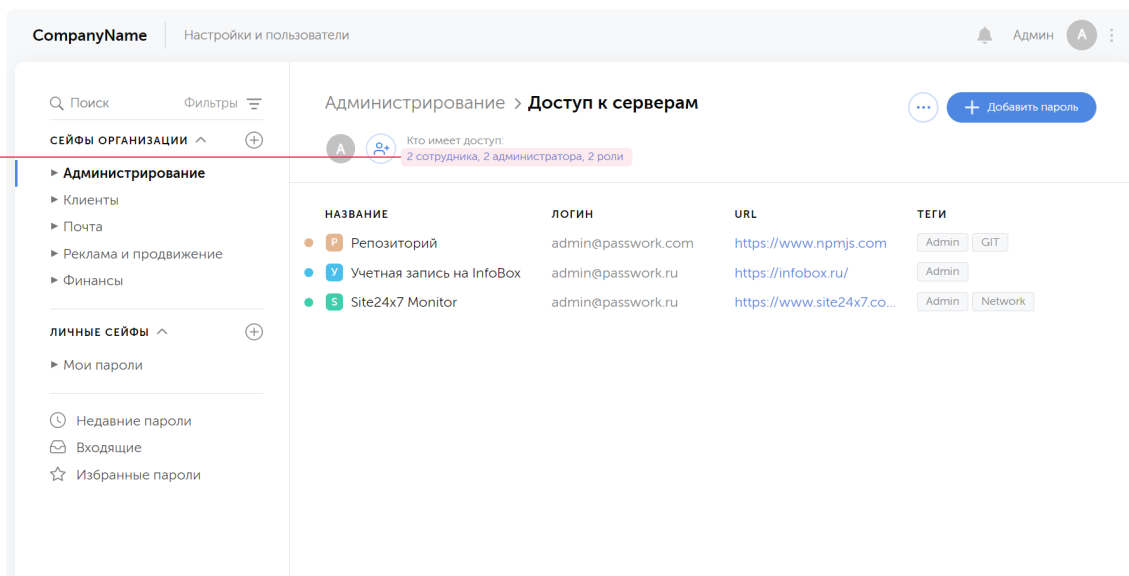 CompanyName Настройки и пользователи Админ A
Поиск Фильтры
СЕЙФЫ ОРГАНИЗАЦИИ
Администрирование
Клиенты
Почта
Реклама и продвижение
Финансы
ЛИЧНЫЕ СЕЙФЫ
Мои пароли
Недавние пароли
Входящие
Избранные пароли
Администрирование > Доступ к серверам
Добавить пароль
A
Кто имеет доступ:
2 сотрудника, 2 администратора, 2 роли
НАЗВАНИЕ ЛОГИН URL ТЕГИ
P Репозиторий admin@passwork.com https://www.npmjs.com Admin GIT
У Учетная запись на InfoBox admin@passwork.ru https://infobox.ru/ Admin
S Site24x7 Monitor admin@passwork.ru https://www.site24x7.co... Admin Network